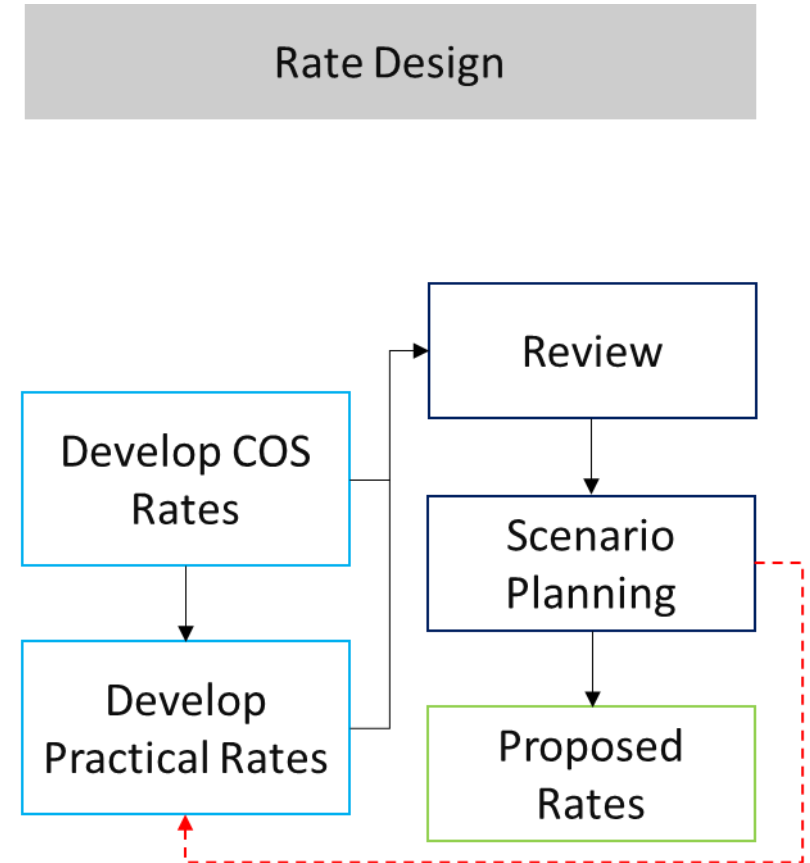 Rate Design
Develop COS
Rates
Develop
Practical Rates
Review
Scenario
Planning
Proposed
Rates